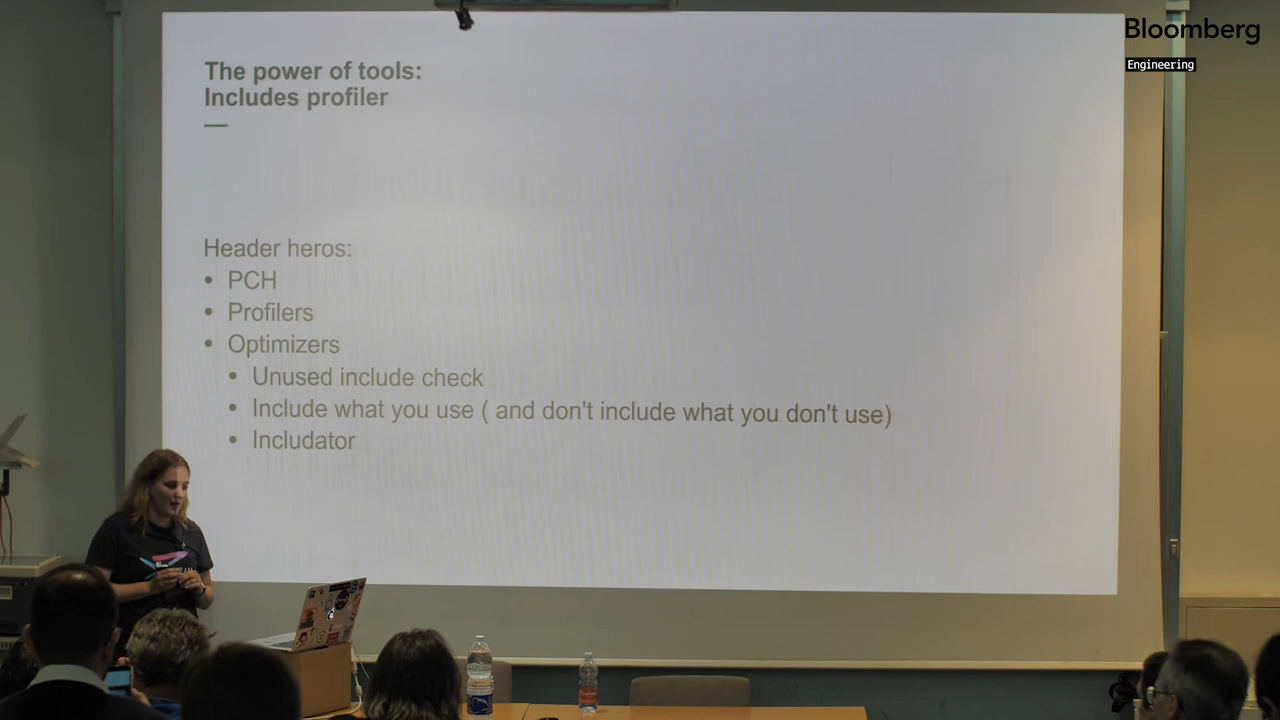 Bloomberg
Engineering
The power of tools:
Includes profiler
Header heros:
• PCH
• Profilers
• Optimizers
• Unused include check
• Include what you use ( and don't include what you don't use)
• Includator